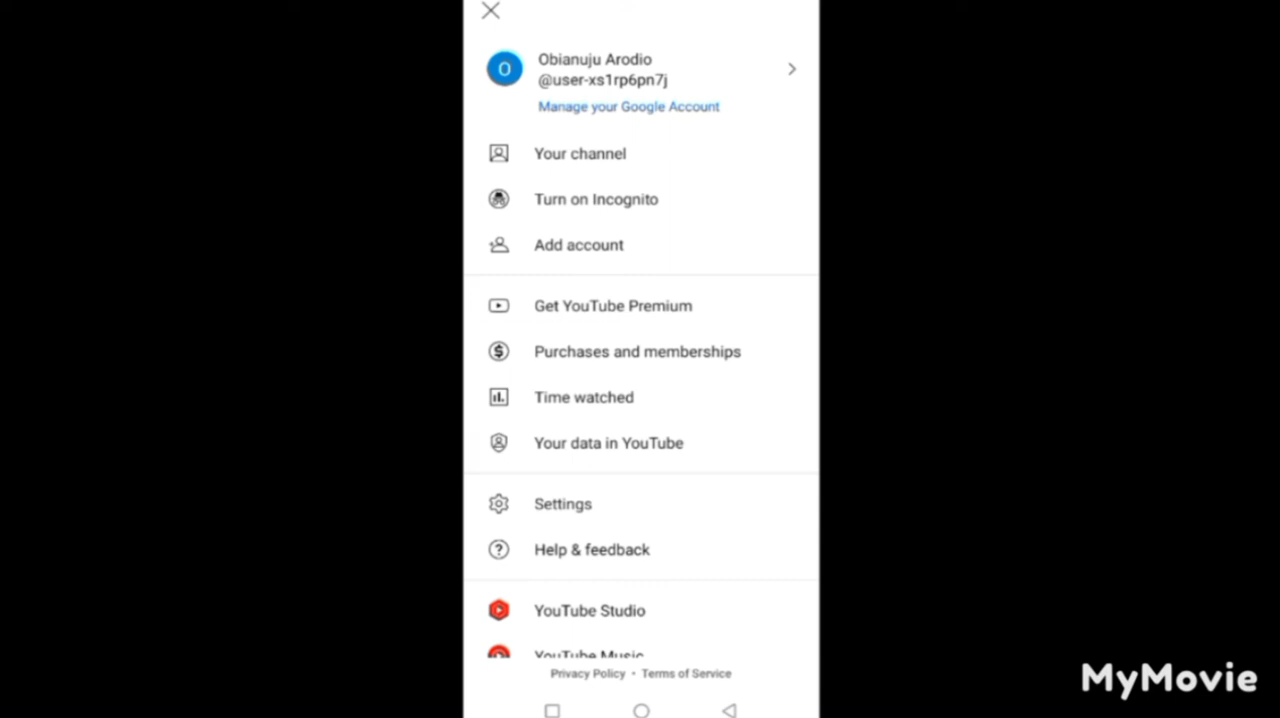 O
Obianuju Arodio
@user-xs1rp6pn7j
Manage your Google Account
Your channel
Turn on Incognito
Add account
Get YouTube Premium
$ Purchases and memberships
Time watched
Your data in YouTube
Settings
? Help & feedback
YouTube Studio
YouTube Music
Privacy Policy • Terms of Service
MyMovie